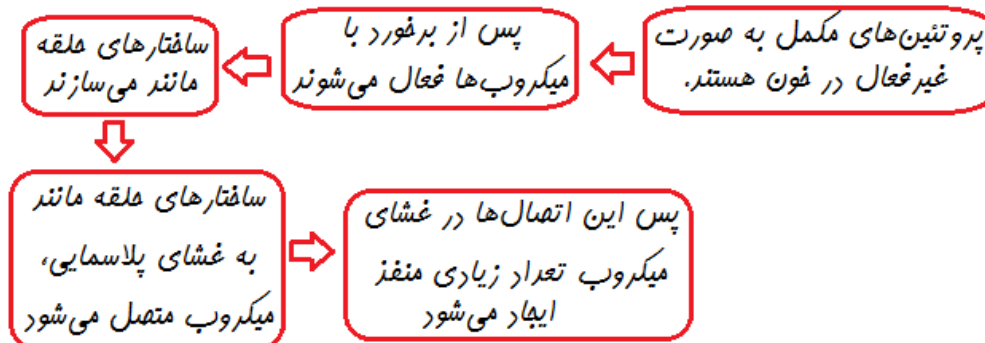 پروتئین‌های مکمل به صورت
غیرفعال در خون هستند.
پس از برخورد با
میکروب‌ها فعال می‌شوند
ساختارهای حلقه
مانند می‌سازند
ساختارهای حلقه مانند
به غشای پلاسمایی،
میکروب متصل می‌شود
پس این اتصال‌ها در غشای
میکروب تعداد زیادی منفذ
ایجاد می‌شود